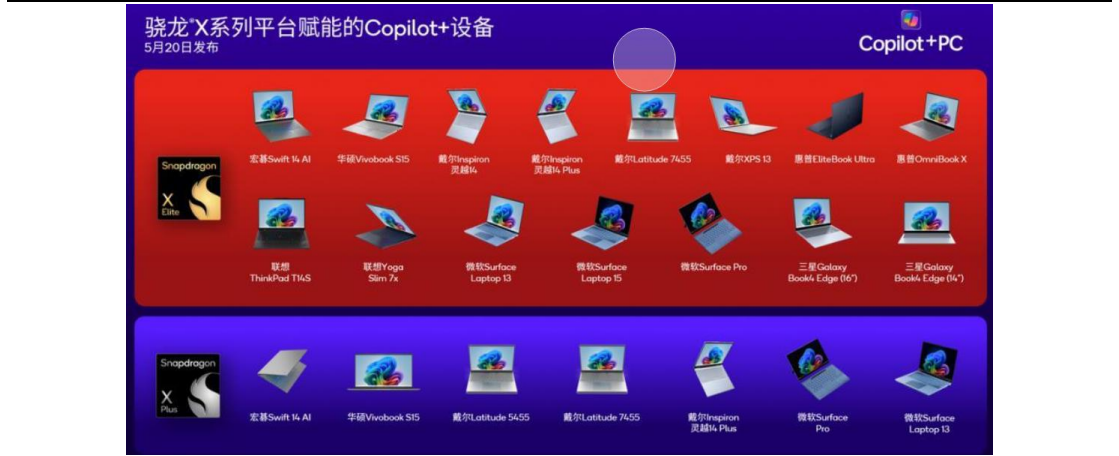 骁龙®X系列平台赋能的Copilot+设备
5月20日发布
Copilot+PC
Snapdragon
X
Elite
宏碁Swift 14 AI
华硕Vivobook S15
戴尔Inspiron
灵越14
戴尔Inspiron
灵越14 Plus
戴尔Latitude 7455
戴尔XPS 13
惠普EliteBook Ultra
惠普OmniBook X
联想
ThinkPad T14S
联想Yoga
Slim 7x
微软Surface
Laptop 13
微软Surface
Laptop 15
微软Surface Pro
三星Galaxy
Book4 Edge (16")
三星Galaxy
Book4 Edge (14")
Snapdragon
X
Plus
宏碁Swift 14 AI
华硕Vivobook S15
戴尔Latitude 5455
戴尔Latitude 7455
戴尔Inspiron
灵越14 Plus
微软Surface
Pro
微软Surface
Laptop 13